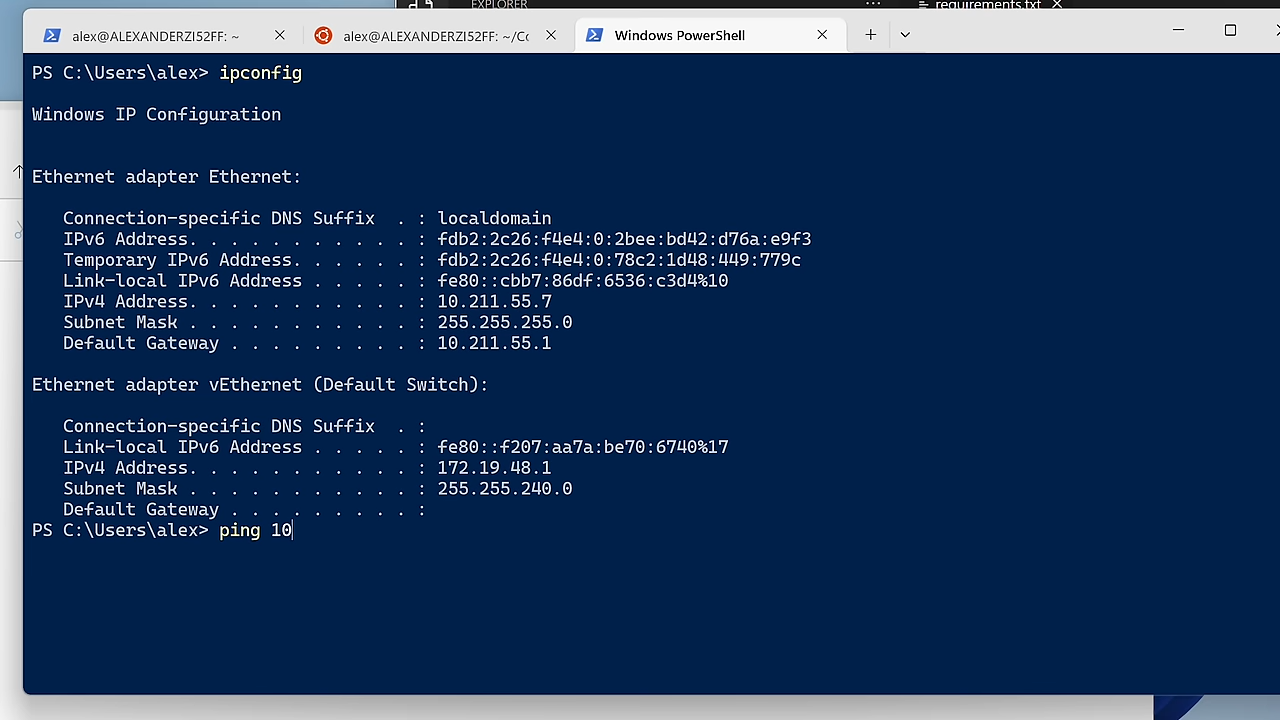 EXPLORER
requirements.txt
alex@ALEXANDERZI52FF: ~
alex@ALEXANDERZI52FF: ~/Cc
Windows PowerShell
PS C:\Users\alex> ipconfig
Windows IP Configuration
Ethernet adapter Ethernet:
Connection-specific DNS Suffix  . : localdomain
IPv6 Address. . . . . . . . . . . : fdb2:2c26:f4e4:0:2bee:bd42:d76a:e9f3
Temporary IPv6 Address. . . . . . : fdb2:2c26:f4e4:0:78c2:1d48:449:779c
Link-local IPv6 Address . . . . . : fe80::cbb7:86df:6536:c3d4%10
IPv4 Address. . . . . . . . . . . : 10.211.55.7
Subnet Mask . . . . . . . . . . . : 255.255.255.0
Default Gateway . . . . . . . . . : 10.211.55.1
Ethernet adapter vEthernet (Default Switch):
Connection-specific DNS Suffix  . :
Link-local IPv6 Address . . . . . : fe80::f207:aa7a:be70:6740%17
IPv4 Address. . . . . . . . . . . : 172.19.48.1
Subnet Mask . . . . . . . . . . . : 255.255.240.0
Default Gateway . . . . . . . . . :
PS C:\Users\alex> ping 10